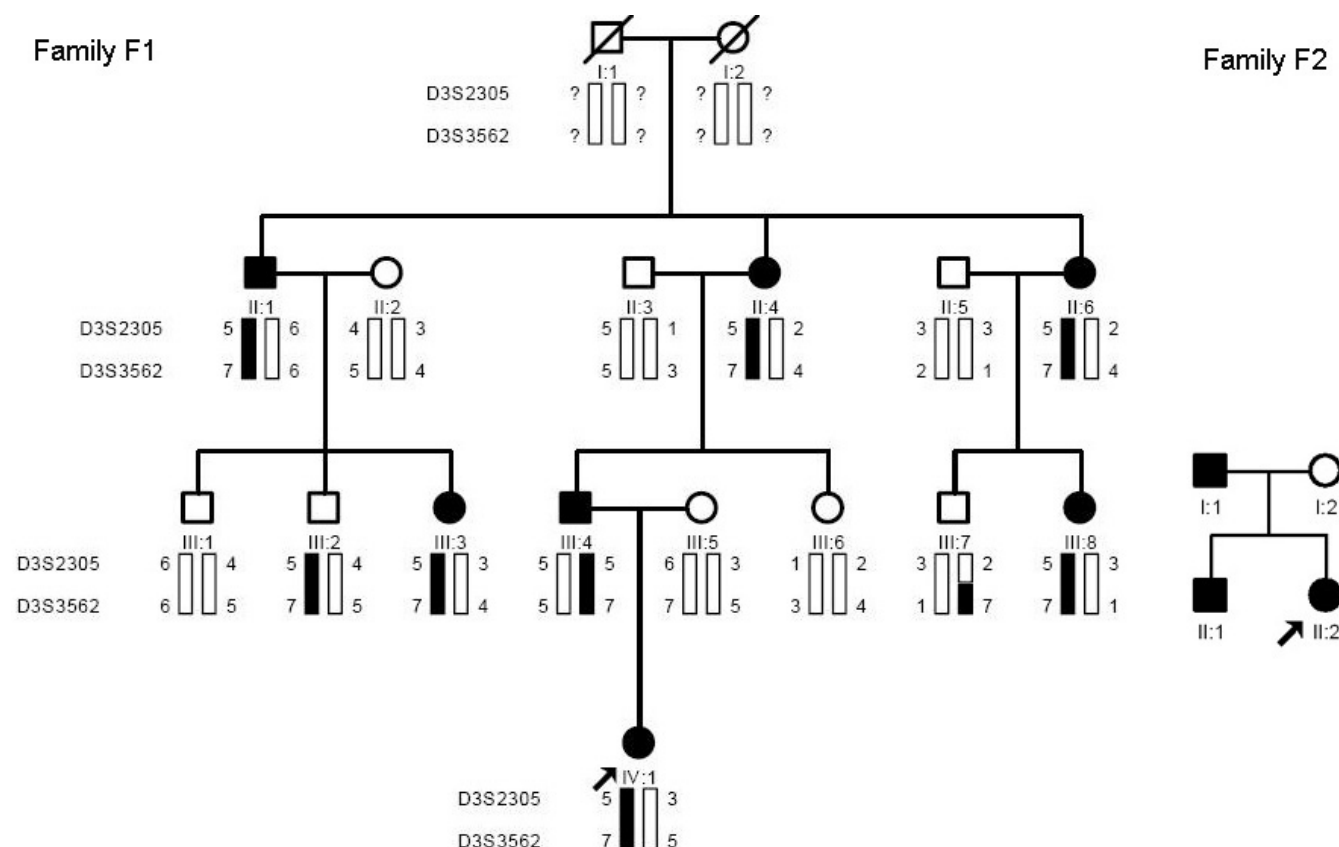 Family F1
Family F2
I:1 I:2
D3S2305 ? ? ? ?
D3S3562 ? ? ? ?
II:1 II:2 II:3 II:4 II:5 II:6
D3S2305 5 6 4 3 5 1 5 2 3 3 5 2
D3S3562 7 6 5 4 5 3 7 4 2 1 7 4
I:1 I:2
III:1 III:2 III:3 III:4 III:5 III:6 III:7 III:8
D3S2305 6 4 5 4 5 3 5 5 6 3 1 2 3 2 5 3
D3S3562 6 5 7 5 7 4 5 7 7 5 3 4 1 7 7 1
II:1 II:2
IV:1
D3S2305 5 3
D3S3562 7 5